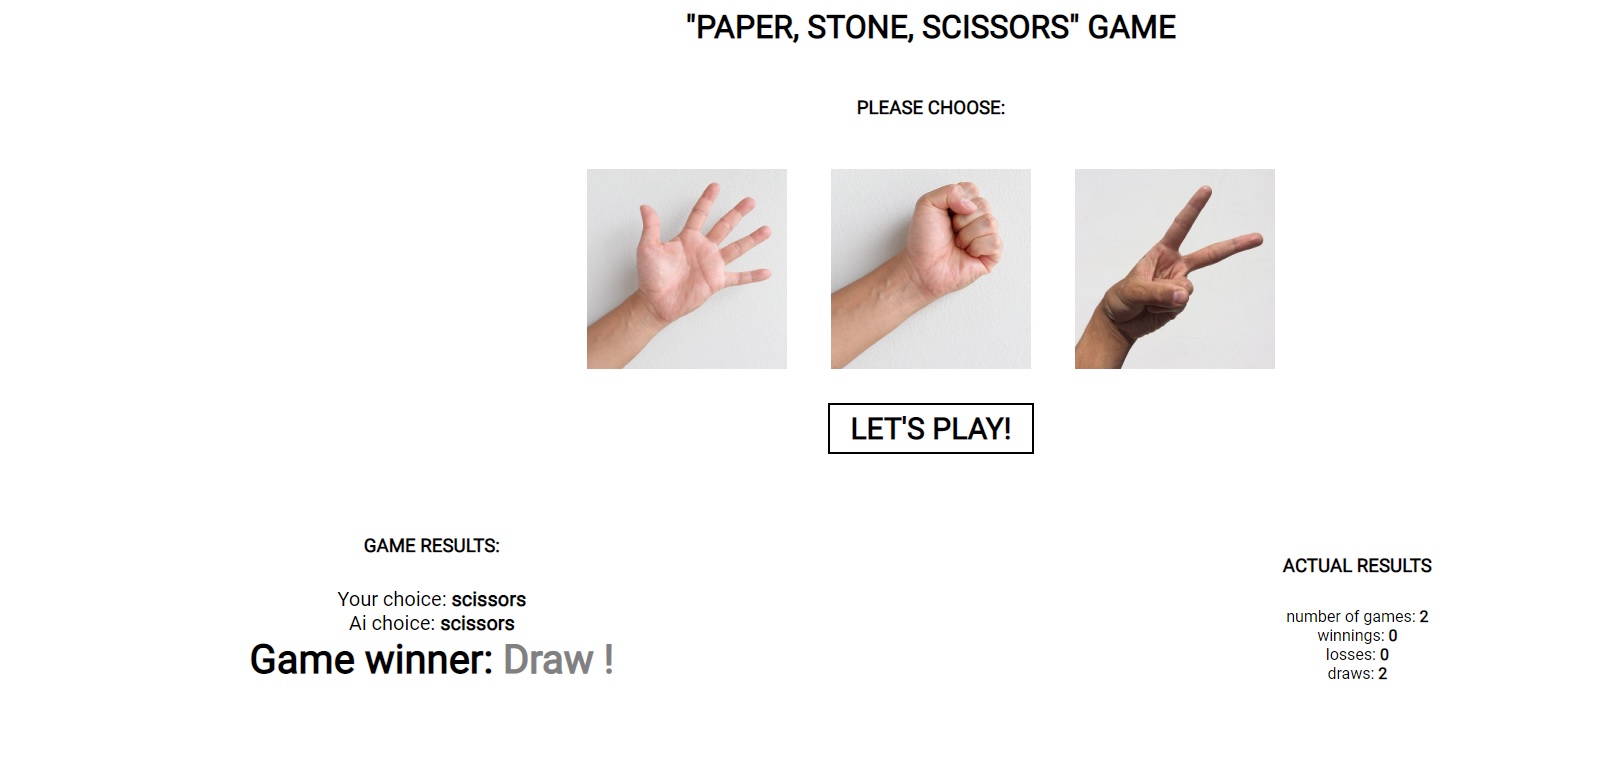 "PAPER, STONE, SCISSORS" GAME
PLEASE CHOOSE:
LET'S PLAY!
GAME RESULTS:
Your choice: scissors
Ai choice: scissors
Game winner: Draw !
ACTUAL RESULTS
number of games: 2
winnings: 0
losses: 0
draws: 2